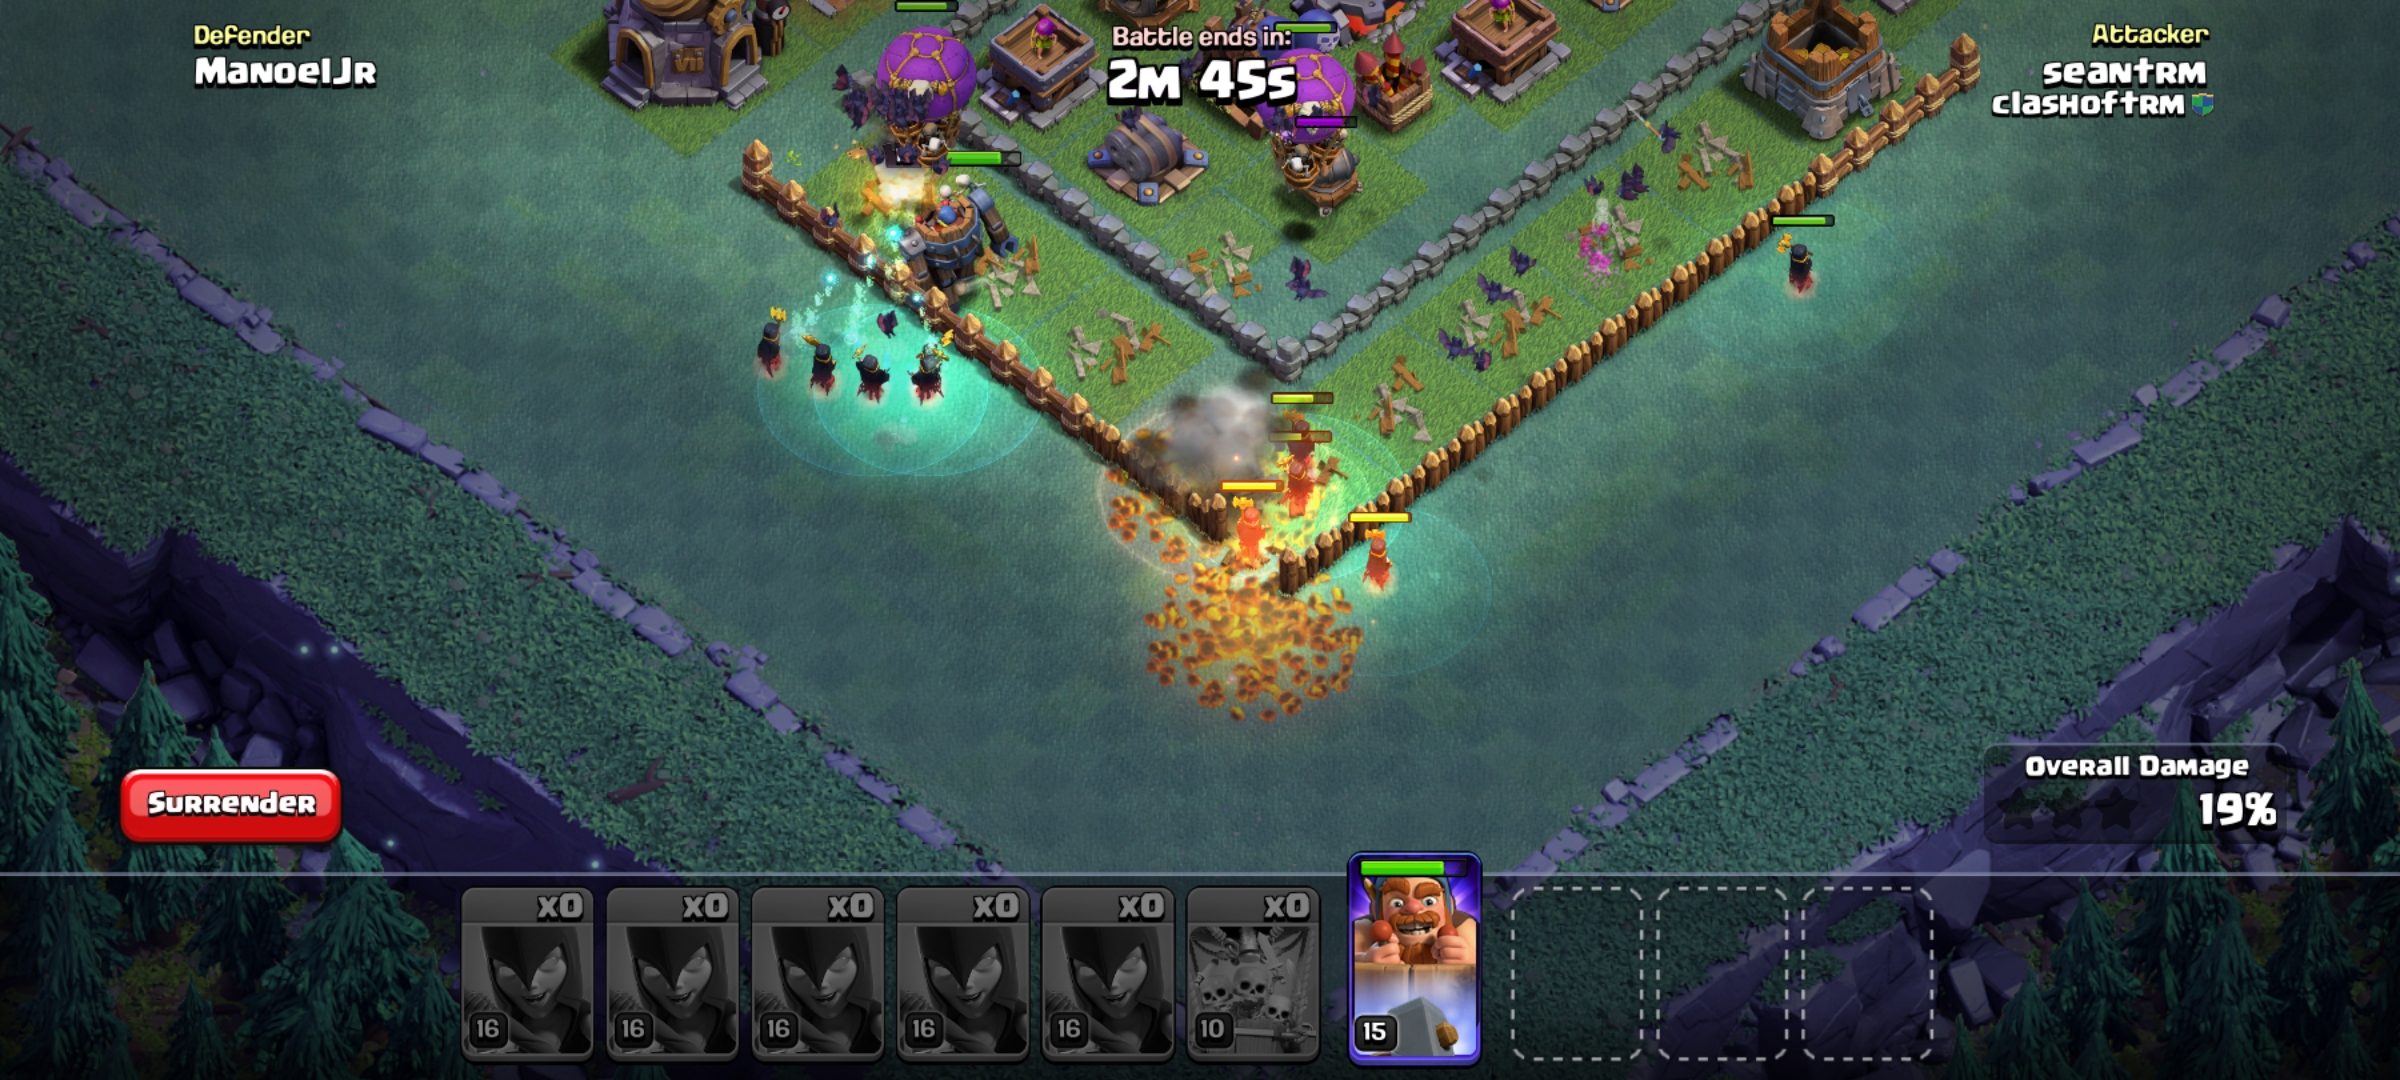 Defender
ManoelJr
Battle ends in:
2m 45s
Attacker
seantrm
clashoftrm
Surrender
Overall Damage
19%
x0
x0
x0
x0
x0
x0
16
16
16
16
16
10
15